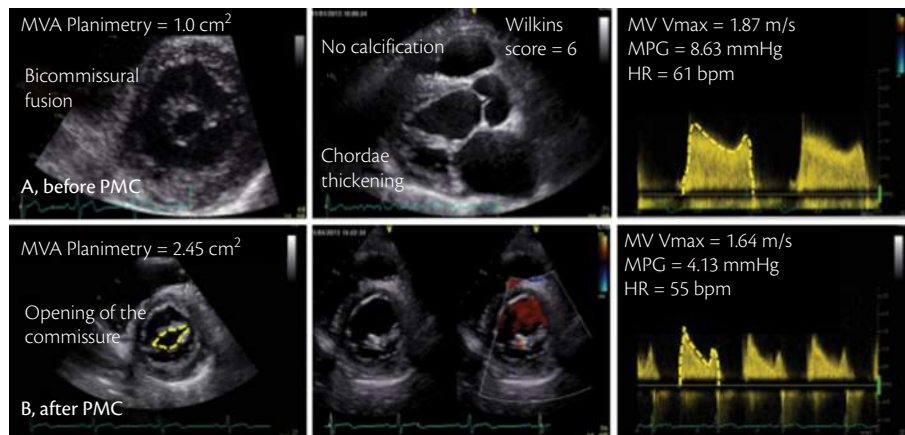 MVA Planimetry = 1.0 cm²
Bicommissural
fusion
A, before PMC
No calcification
Wilkins
score = 6
Chordae
thickening
MV Vmax = 1.87 m/s
MPG = 8.63 mmHg
HR = 61 bpm
MVA Planimetry = 2.45 cm²
Opening of the
commissure
B, after PMC
MV Vmax = 1.64 m/s
MPG = 4.13 mmHg
HR = 55 bpm